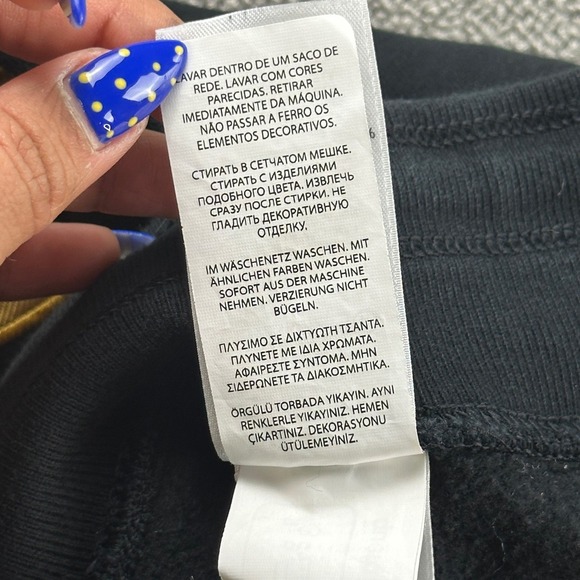 LAVAR DENTRO DE UM SACO DE
REDE. LAVAR COM CORES
PARECIDAS. RETIRAR
IMEDIATAMENTE DA MÁQUINA.
NÃO PASSAR A FERRO OS
ELEMENTOS DECORATIVOS.
СТИРАТЬ В СЕТЧАТОМ МЕШКЕ.
СТИРАТЬ С ИЗДЕЛИЯМИ
ПОДОБНОГО ЦВЕТА. ИЗВЛЕЧЬ
СРАЗУ ПОСЛЕ СТИРКИ. НЕ
ГЛАДИТЬ ДЕКОРАТИВНУЮ
ОТДЕЛКУ.
IM WÄSCHENETZ WASCHEN. MIT
ÄHNLICHEN FARBEN WASCHEN.
SOFORT AUS DER MASCHINE
NEHMEN. VERZIERUNG NICHT
BÜGELN.
ΠΛΥΣΙΜΟ ΣΕ ΔΙΧΤΥΩΤΗ ΤΣΑΝΤΑ.
ΠΛΥΝΕΤΕ ΜΕ ΙΔΙΑ ΧΡΩΜΑΤΑ.
ΑΦΑΙΡΕΣΤΕ ΣΥΝΤΟΜΑ. ΜΗΝ
ΣΙΔΕΡΩΝΕΤΕ ΤΑ ΔΙΑΚΟΣΜΗΤΙΚΑ.
ÖRGÜLÜ TORBADA YIKAYIN. AYNI
RENKLERLE YIKAYINIZ. HEMEN
ÇIKARTINIZ. DEKORASYONU
ÜTÜLEMEYİNİZ.